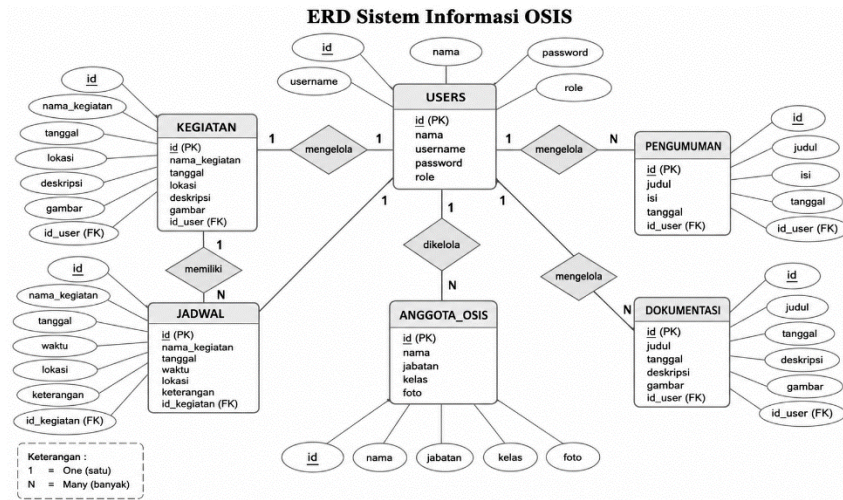 ERD Sistem Informasi OSIS
id
nama
password
username
role
USERS
id (PK)
nama
username
password
role
id
nama_kegiatan
tanggal
lokasi
deskripsi
gambar
id_user (FK)
KEGIATAN
id (PK)
nama_kegiatan
tanggal
lokasi
deskripsi
gambar
id_user (FK)
1
mengelola
1
1
mengelola
N
PENGUMUMAN
id (PK)
judul
isi
tanggal
id_user (FK)
id
judul
isi
tanggal
id_user (FK)
1
memiliki
N
1
1
dikelola
N
1
mengelola
N
id
nama_kegiatan
tanggal
waktu
lokasi
keterangan
id_kegiatan (FK)
JADWAL
id (PK)
nama_kegiatan
tanggal
waktu
lokasi
keterangan
id_kegiatan (FK)
ANGGOTA_OSIS
id (PK)
nama
jabatan
kelas
foto
id
nama
jabatan
kelas
foto
DOKUMENTASI
id (PK)
judul
tanggal
deskripsi
gambar
id_user (FK)
id
judul
tanggal
deskripsi
gambar
id_user (FK)
Keterangan :
1 = One (satu)
N = Many (banyak)